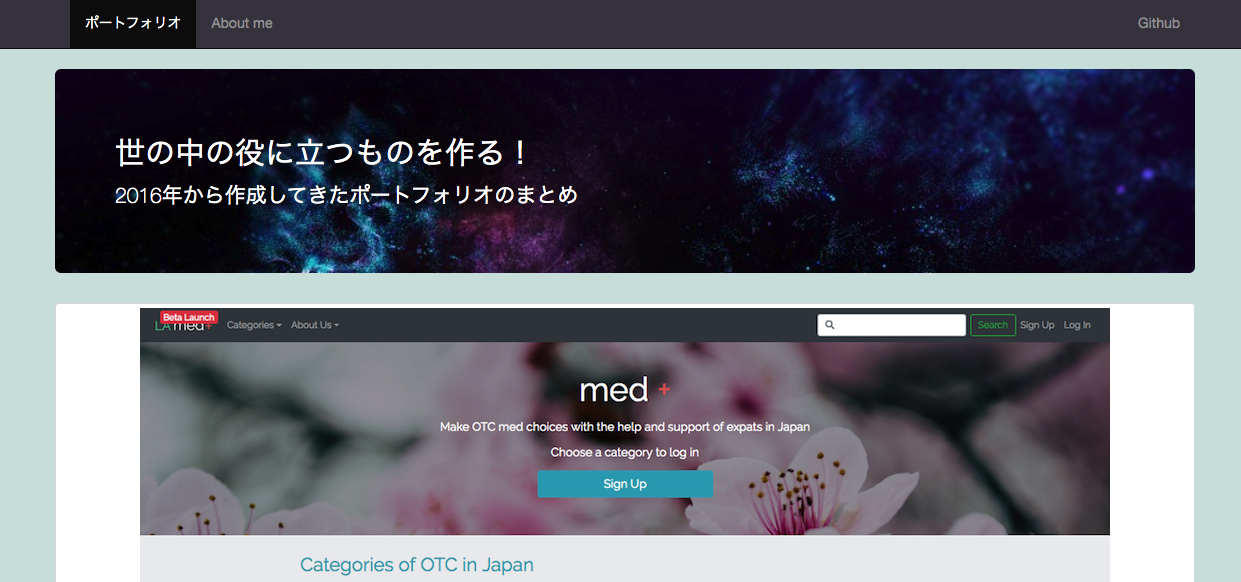 ポートフォリオ About me Github
世の中の役に立つものを作る！
2016年から作成してきたポートフォリオのまとめ
Beta Launch
LA med+ Categories About Us Search Sign Up Log In
med +
Make OTC med choices with the help and support of expats in Japan
Choose a category to log in
Sign Up
Categories of OTC in Japan